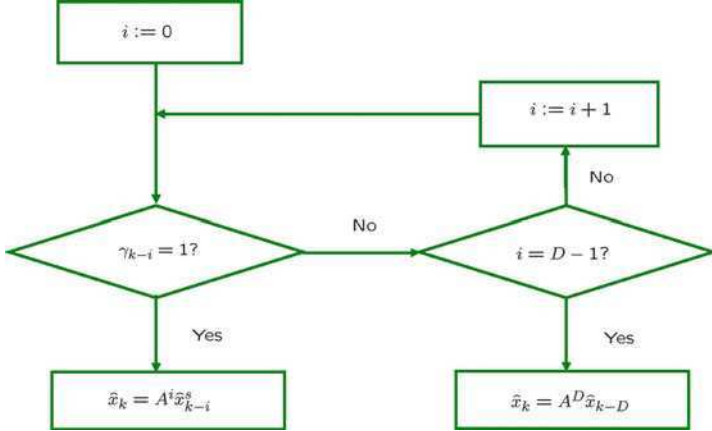 i := 0
i := i + 1
No
γ_{k−i} = 1?
No
i = D − 1?
Yes
Yes
x̂_k = A^i x̂^s_{k−i}
x̂_k = A^D x̂_{k−D}